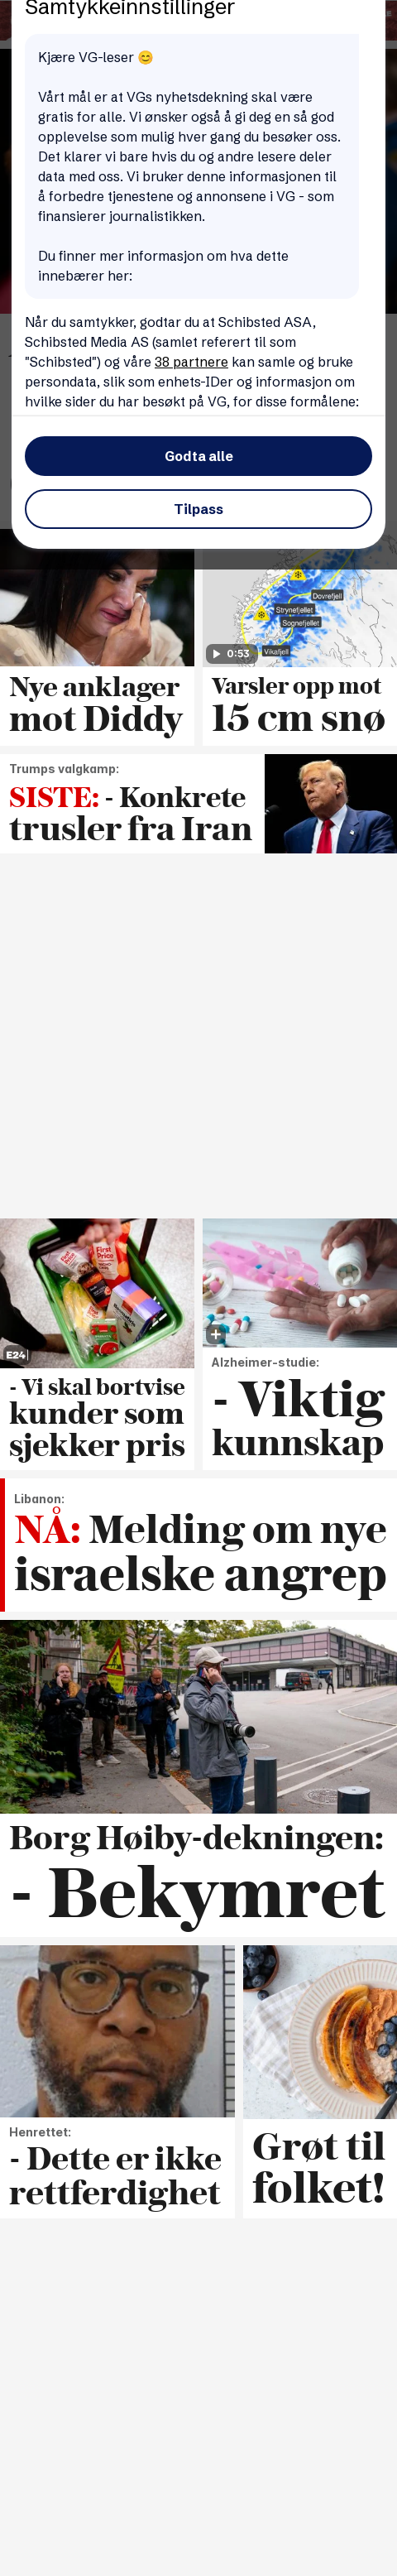 Samtykkeinnstillinger
Kjære VG-leser 😊
Vårt mål er at VGs nyhetsdekning skal være
gratis for alle. Vi ønsker også å gi deg en så god
opplevelse som mulig hver gang du besøker oss.
Det klarer vi bare hvis du og andre lesere deler
data med oss. Vi bruker denne informasjonen til
å forbedre tjenestene og annonsene i VG - som
finansierer journalistikken.
Du finner mer informasjon om hva dette
innebærer her:
Når du samtykker, godtar du at Schibsted ASA,
Schibsted Media AS (samlet referert til som
"Schibsted") og våre 38 partnere kan samle og bruke
persondata, slik som enhets-IDer og informasjon om
hvilke sider du har besøkt på VG, for disse formålene:
Godta alle
Tilpass
Nye anklager
mot Diddy
Dovrefjell
Strynefjellet
Sognefjellet
Vikafjell
0:53
Varsler opp mot
15 cm snø
Trumps valgkamp:
SISTE: - Konkrete
trusler fra Iran
First Price
First Price
E24
- Vi skal bortvise
kunder som
sjekker pris
Alzheimer-studie:
- Viktig
kunnskap
Libanon:
NÅ: Melding om nye
israelske angrep
Borg Høiby-dekningen:
- Bekymret
Henrettet:
- Dette er ikke
rettferdighet
Grøt til
folket!